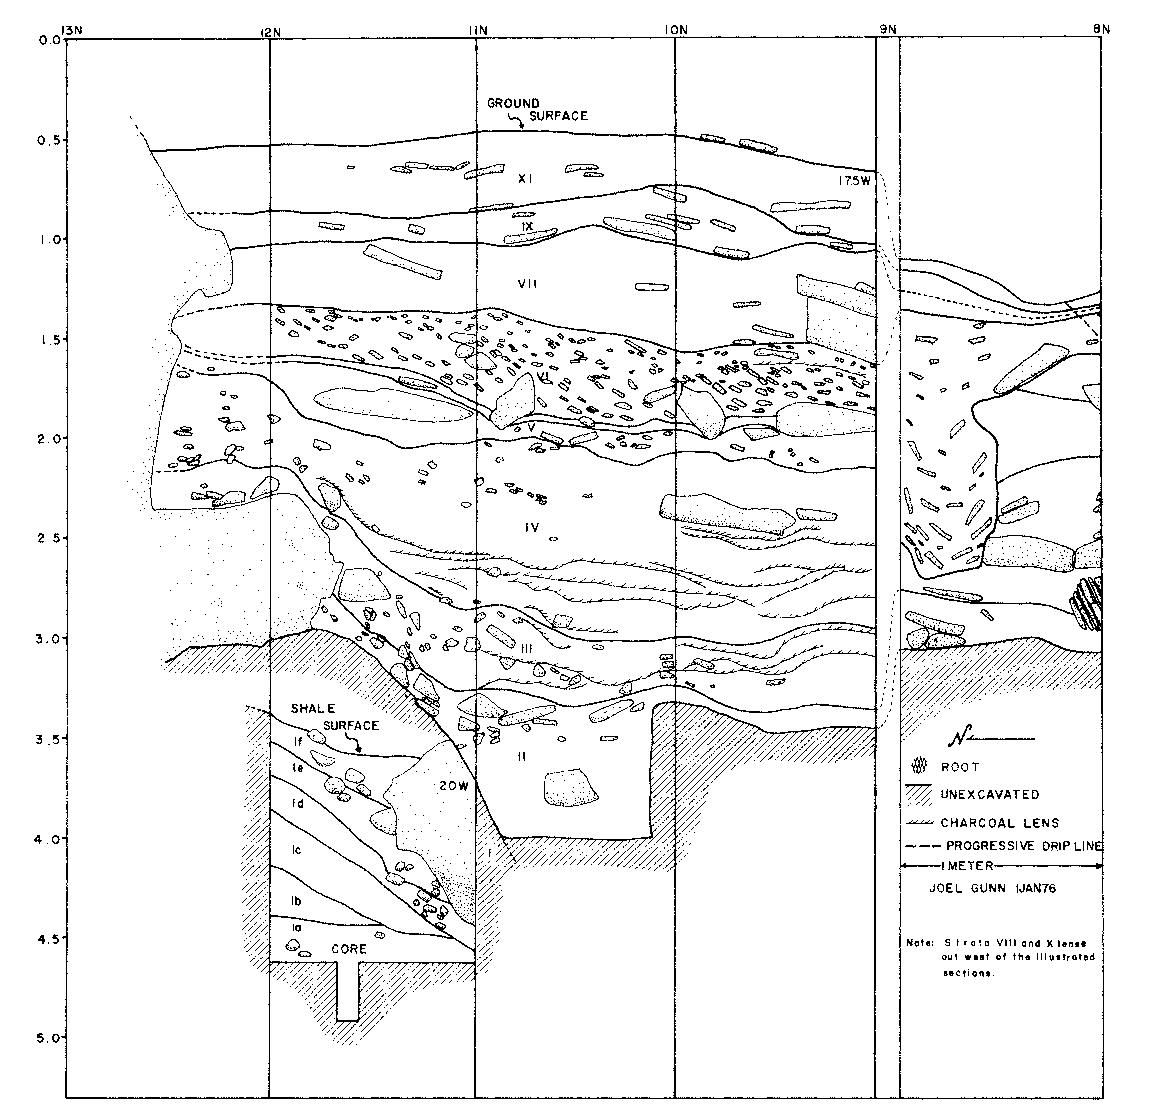 13N 12N 11N 10N 9N 8N
0.0
GROUND
SURFACE
0.5
XI
17.5W
IX
1.0
VII
1.5
VI
V
2.0
IV
2.5
3.0
III
SHALE
SURFACE
3.5
If
II
Ie
20W
Id
4.0
Ic
I
Ib
Ia
4.5
CORE
5.0
N
ROOT
UNEXCAVATED
CHARCOAL LENS
PROGRESSIVE DRIP LINE
1 METER
JOEL GUNN 1JAN76
Note: Strata VIII and X lense
out west of the illustrated
sections.